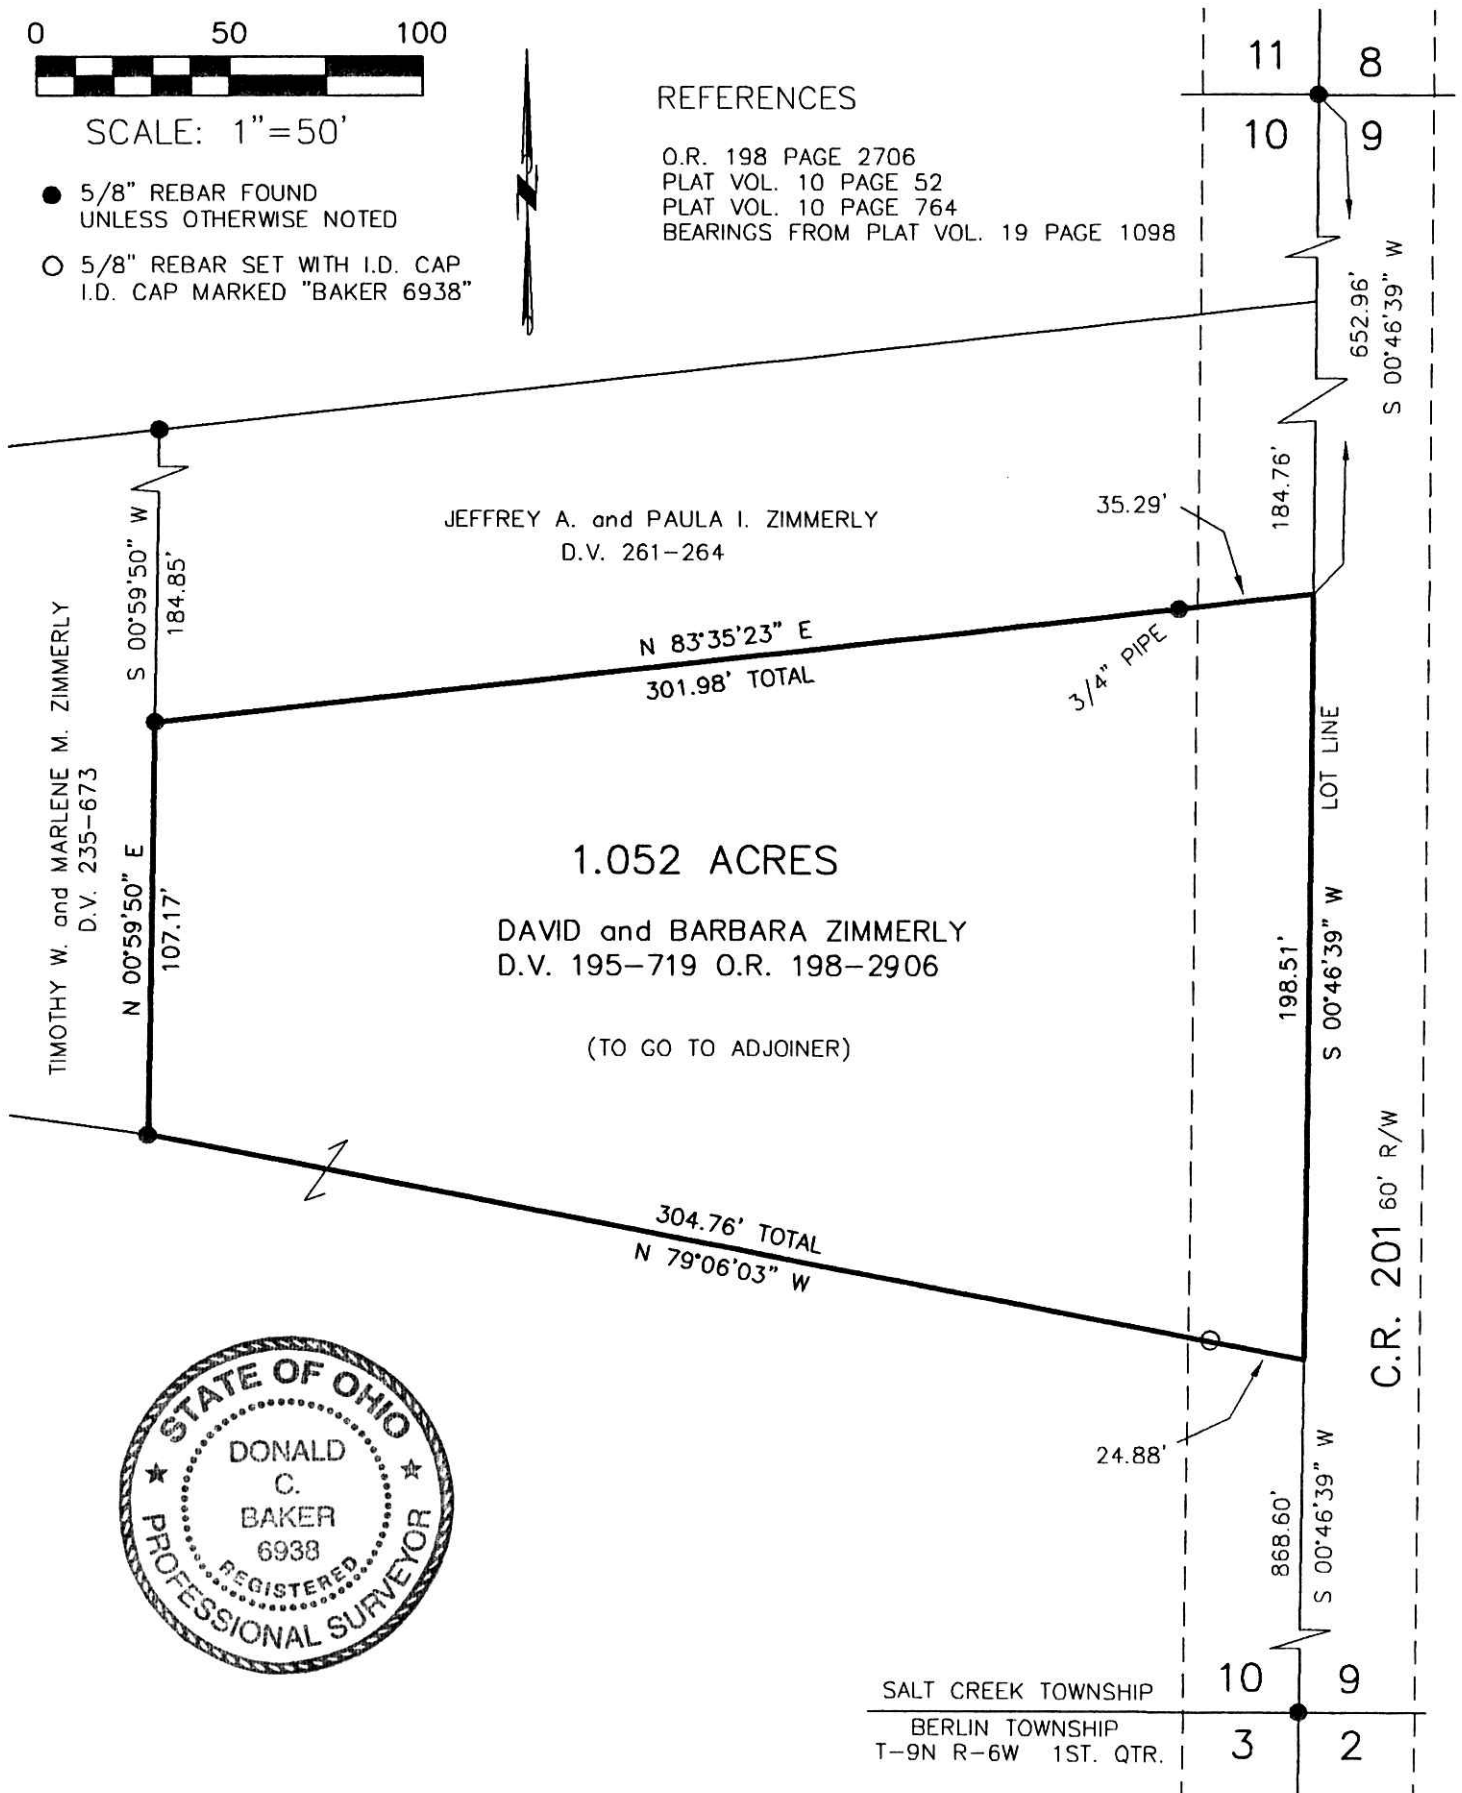 0 50 100
SCALE: 1"=50'
5/8" REBAR FOUND
UNLESS OTHERWISE NOTED
5/8" REBAR SET WITH I.D. CAP
I.D. CAP MARKED "BAKER 6938"
REFERENCES
O.R. 198 PAGE 2706
PLAT VOL. 10 PAGE 52
PLAT VOL. 10 PAGE 764
BEARINGS FROM PLAT VOL. 19 PAGE 1098
11 8
10 9
652.96'
S 00°46'39" W
184.76'
35.29'
JEFFREY A. and PAULA I. ZIMMERLY
D.V. 261-264
S 00°59'50" W
184.85'
N 83°35'23" E
301.98' TOTAL
3/4" PIPE
TIMOTHY W. and MARLENE M. ZIMMERLY
D.V. 235-673
N 00°59'50" E
107.17'
LOT LINE
1.052 ACRES
DAVID and BARBARA ZIMMERLY
D.V. 195-719 O.R. 198-2906
(TO GO TO ADJOINER)
198.51'
S 00°46'39" W
C.R. 201 60' R/W
304.76' TOTAL
N 79°06'03" W
24.88'
868.60'
S 00°46'39" W
STATE OF OHIO
DONALD
C.
BAKER
6938
REGISTERED
PROFESSIONAL SURVEYOR
10 9
SALT CREEK TOWNSHIP
BERLIN TOWNSHIP
T-9N R-6W 1ST. QTR.
3 2